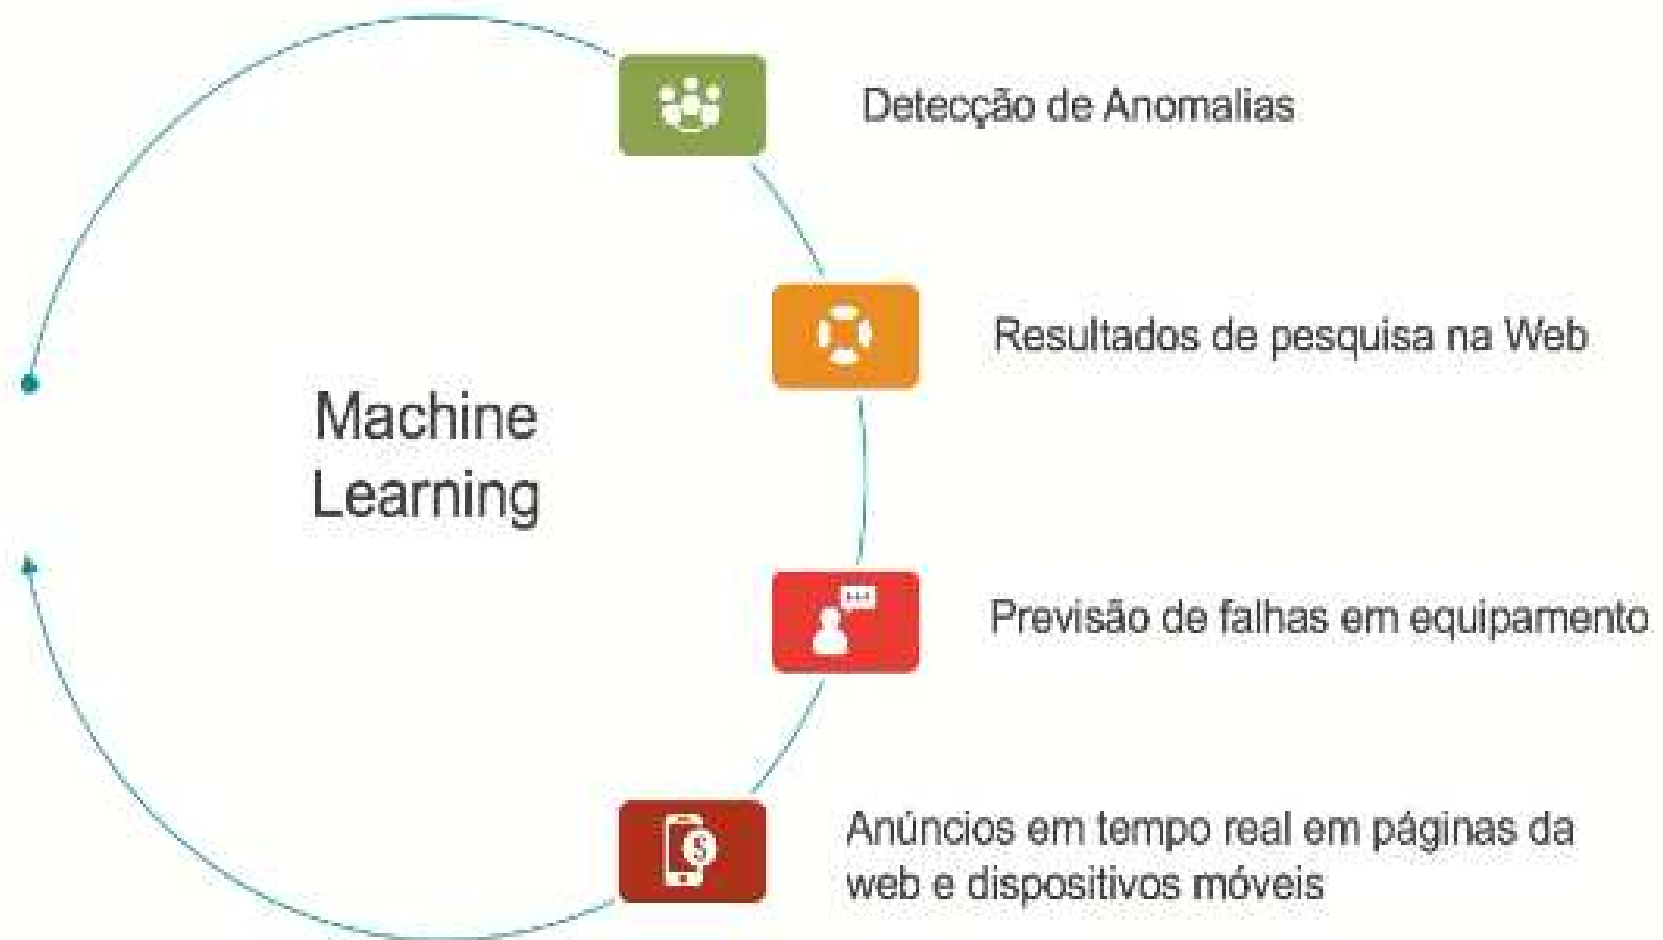 Detecção de Anomalias
Resultados de pesquisa na Web
Machine
Learning
Previsão de falhas em equipamento
Anúncios em tempo real em páginas da
web e dispositivos móveis